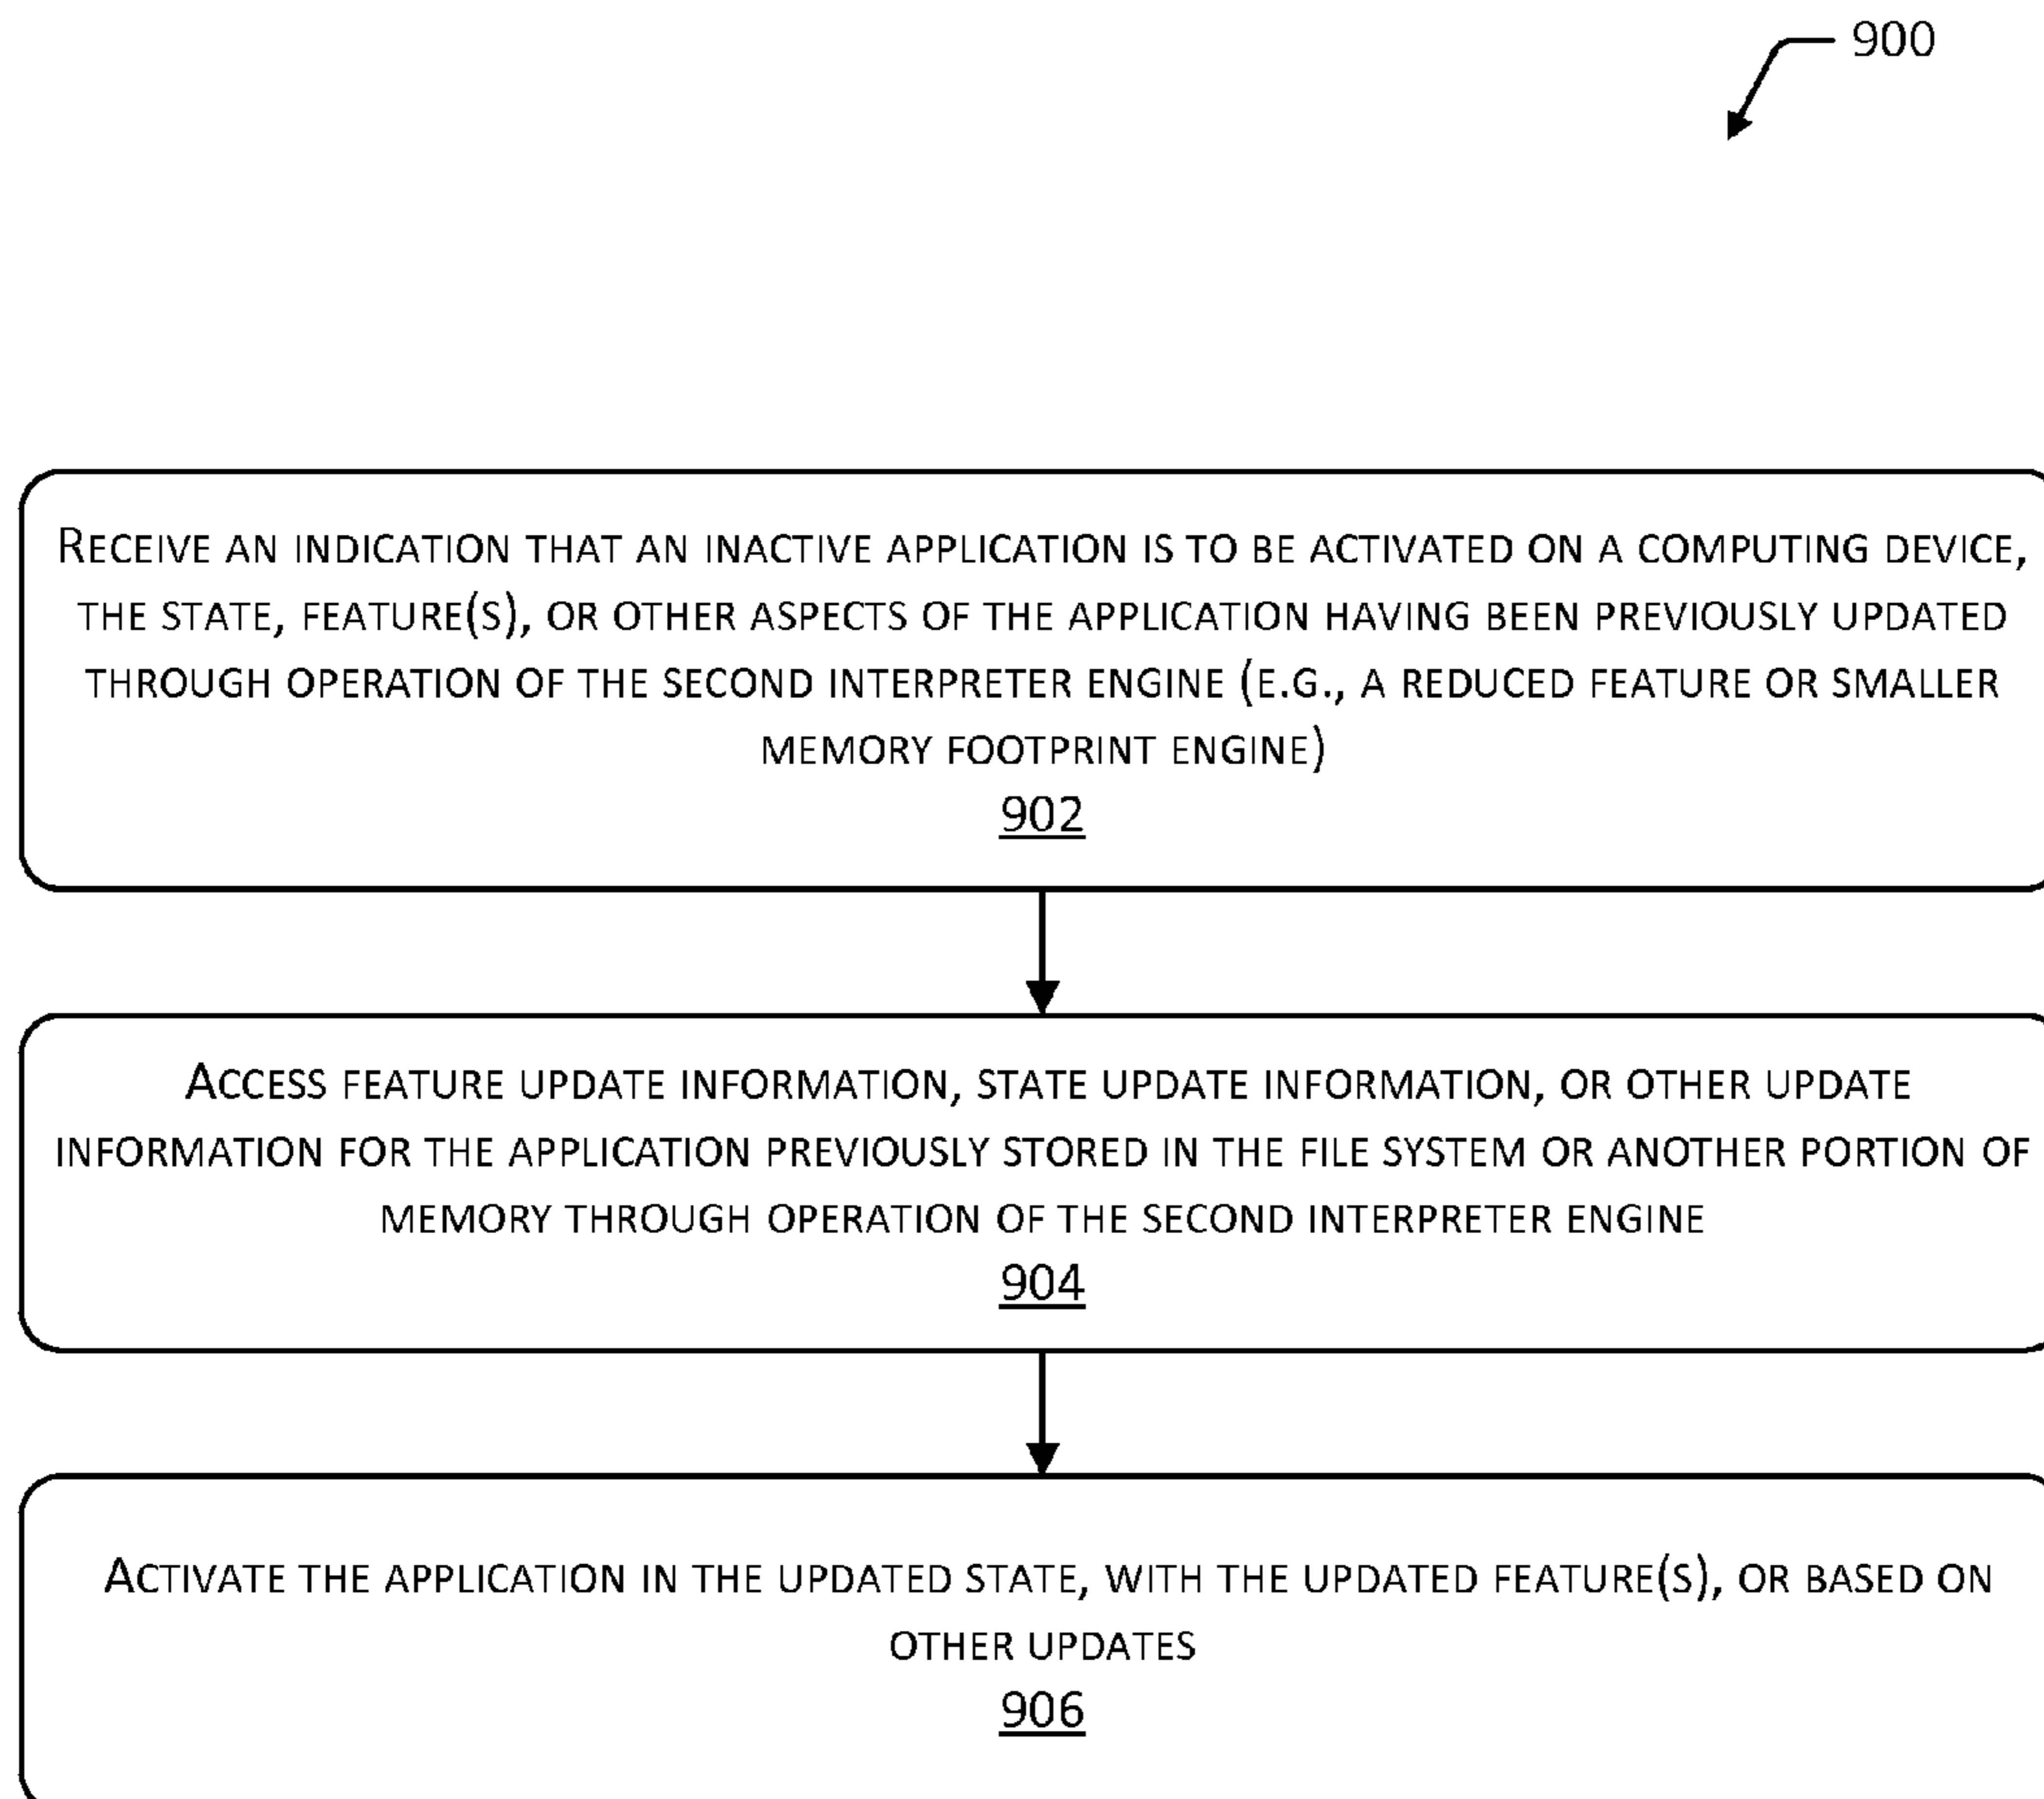 900
RECEIVE AN INDICATION THAT AN INACTIVE APPLICATION IS TO BE ACTIVATED ON A COMPUTING DEVICE,
THE STATE, FEATURE(S), OR OTHER ASPECTS OF THE APPLICATION HAVING BEEN PREVIOUSLY UPDATED
THROUGH OPERATION OF THE SECOND INTERPRETER ENGINE (E.G., A REDUCED FEATURE OR SMALLER
MEMORY FOOTPRINT ENGINE)
902
ACCESS FEATURE UPDATE INFORMATION, STATE UPDATE INFORMATION, OR OTHER UPDATE
INFORMATION FOR THE APPLICATION PREVIOUSLY STORED IN THE FILE SYSTEM OR ANOTHER PORTION OF
MEMORY THROUGH OPERATION OF THE SECOND INTERPRETER ENGINE
904
ACTIVATE THE APPLICATION IN THE UPDATED STATE, WITH THE UPDATED FEATURE(S), OR BASED ON
OTHER UPDATES
906